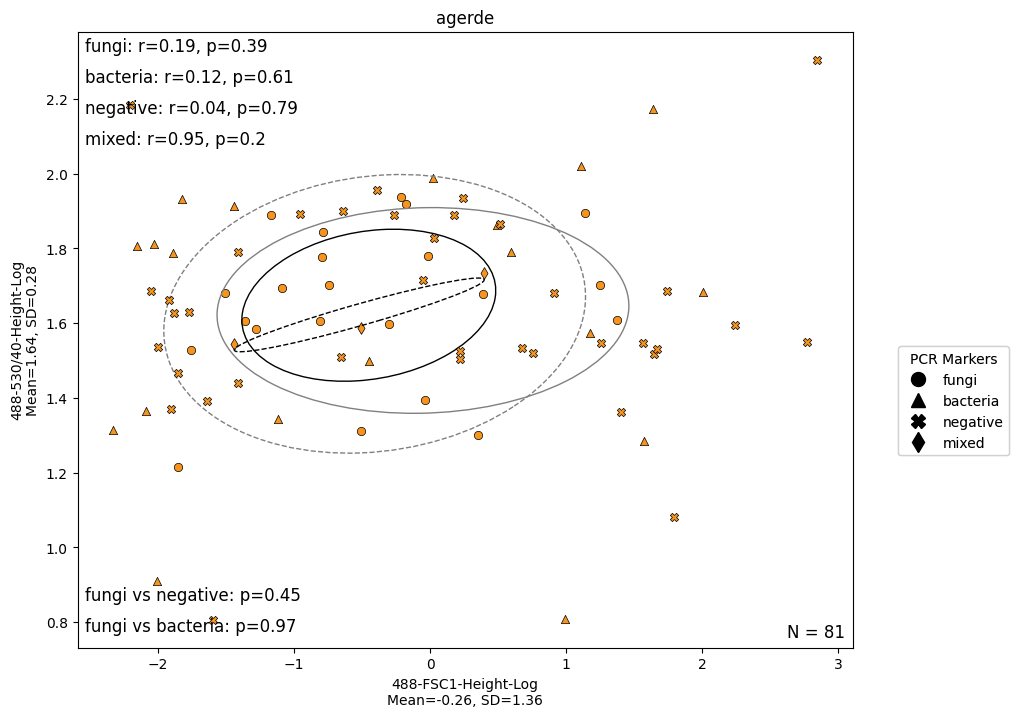 agerde
fungi: r=0.19, p=0.39
bacteria: r=0.12, p=0.61
negative: r=0.04, p=0.79
mixed: r=0.95, p=0.2
2.2
2.0
1.8
1.6
1.4
1.2
1.0
0.8
488-530/40-Height-Log
Mean=1.64, SD=0.28
PCR Markers
fungi
bacteria
negative
mixed
fungi vs negative: p=0.45
fungi vs bacteria: p=0.97
N = 81
−2 −1 0 1 2 3
488-FSC1-Height-Log
Mean=-0.26, SD=1.36